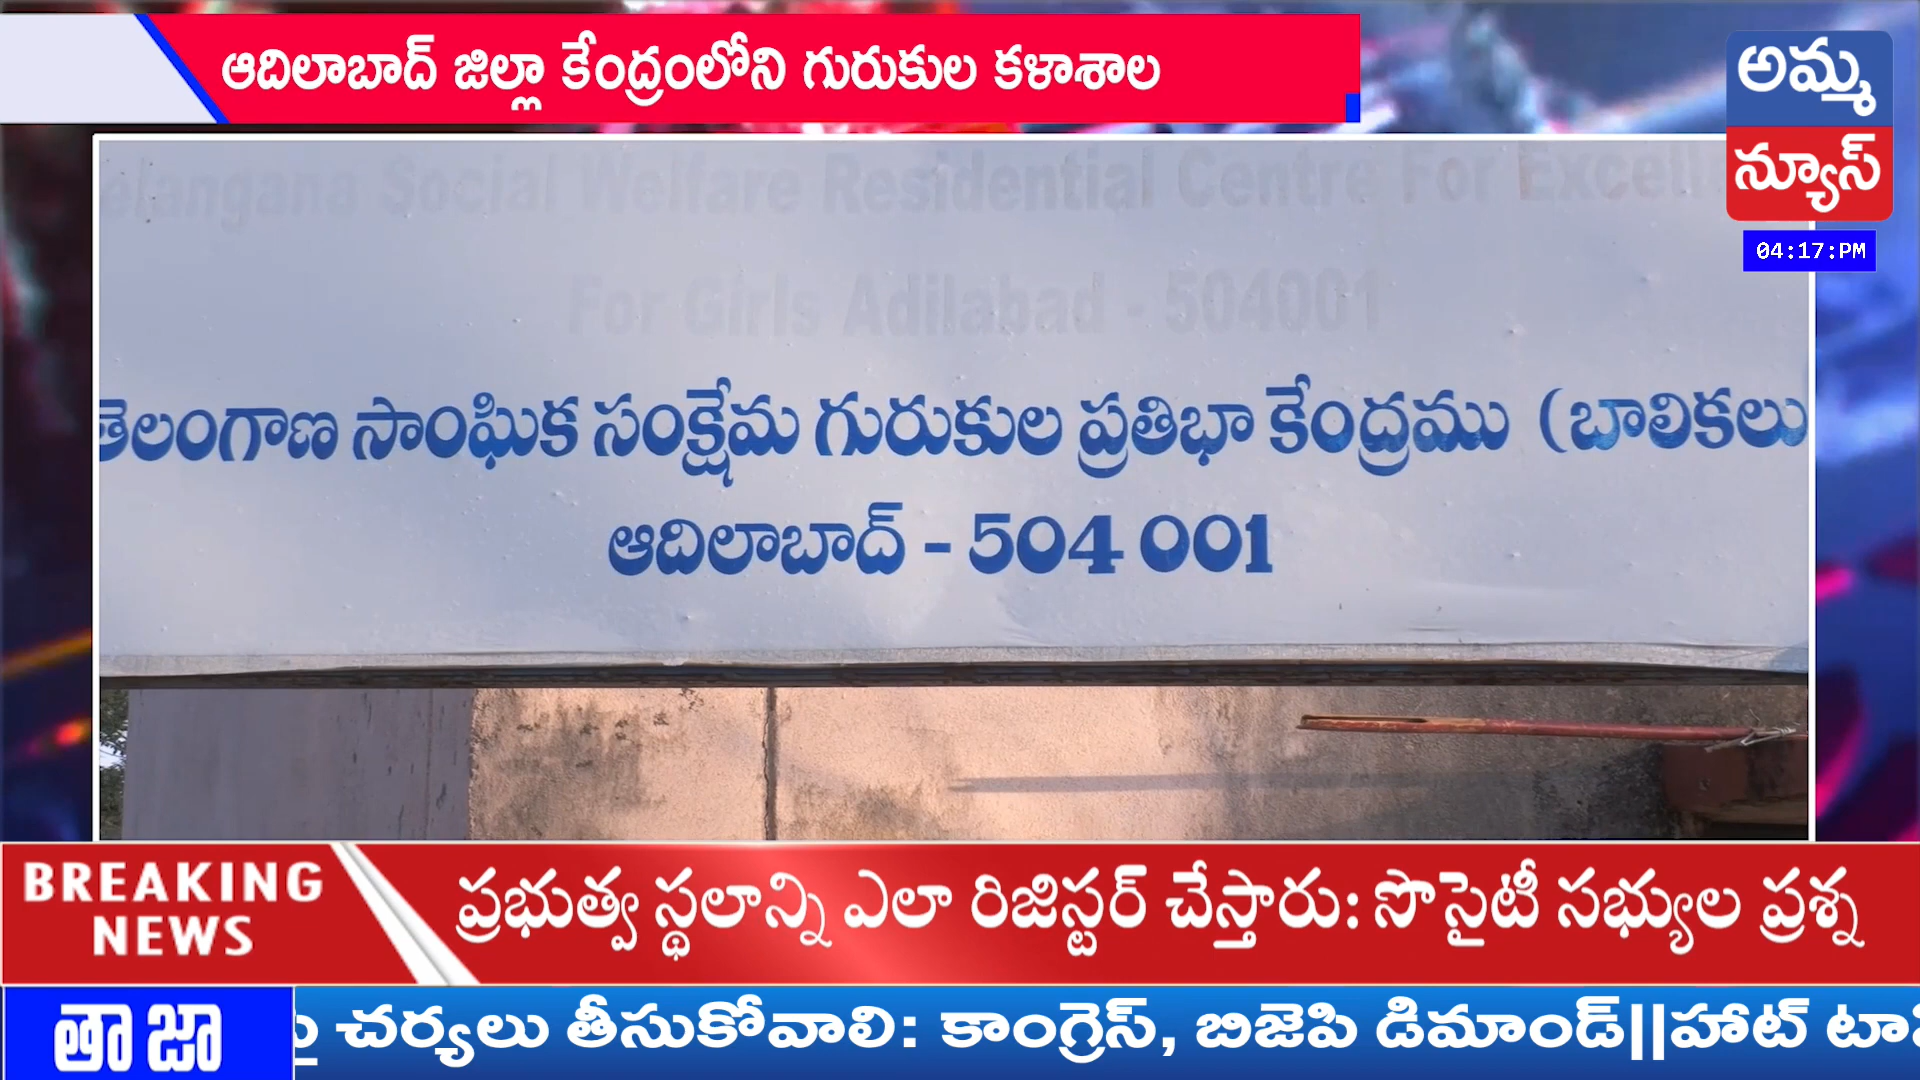 ఆదిలాబాద్ జిల్లా కేంద్రంలోని గురుకుల కళాశాల
అమ్మ
న్యూస్
04:17:PM
elangana Social Welfare Residential Centre For Excell
For Girls Adilabad - 504001
తెలంగాణ సాంఘిక సంక్షేమ గురుకుల ప్రతిభా కేంద్రము (బాలికలు
ఆదిలాబాద్ - 504 001
BREAKING
NEWS
ప్రభుత్వ స్థలాన్ని ఎలా రిజిస్టర్ చేస్తారు: సొసైటీ సభ్యుల ప్రశ్న
తాజా
పై చర్యలు తీసుకోవాలి: కాంగ్రెస్, బిజెపి డిమాండ్||హాట్